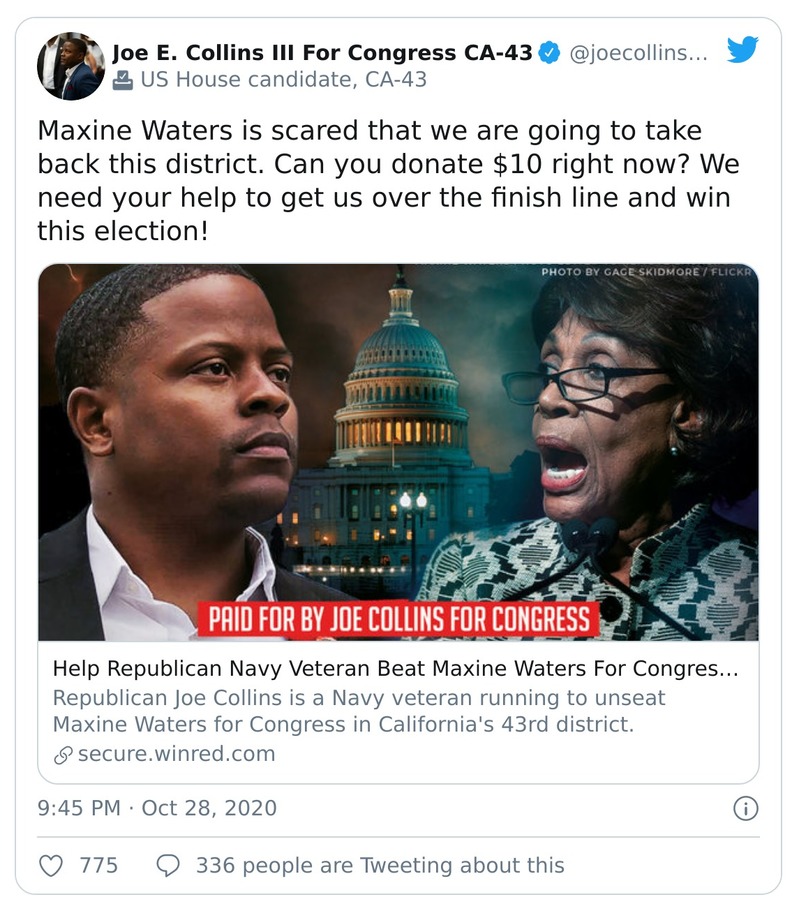 Joe E. Collins III For Congress CA-43 @joecollins...
US House candidate, CA-43
Maxine Waters is scared that we are going to take
back this district. Can you donate $10 right now? We
need your help to get us over the finish line and win
this election!
PHOTO BY GAGE SKIDMORE / FLICKR
PAID FOR BY JOE COLLINS FOR CONGRESS
Help Republican Navy Veteran Beat Maxine Waters For Congres...
Republican Joe Collins is a Navy veteran running to unseat
Maxine Waters for Congress in California's 43rd district.
secure.winred.com
9:45 PM · Oct 28, 2020
775 336 people are Tweeting about this